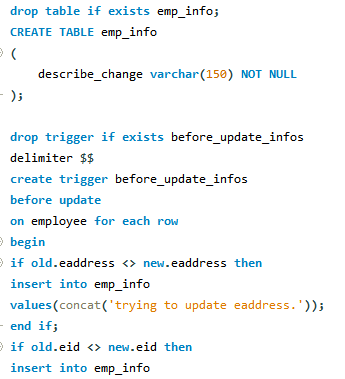 drop table if exists emp_info;
CREATE TABLE emp_info
(
describe_change varchar(150) NOT NULL
);
drop trigger if exists before_update_infos
delimiter $$
create trigger before_update_infos
before update
on employee for each row
begin
if old.eaddress <> new.eaddress then
insert into emp_info
values(concat('trying to update eaddress.'));
end if;
if old.eid <> new.eid then
insert into emp_info